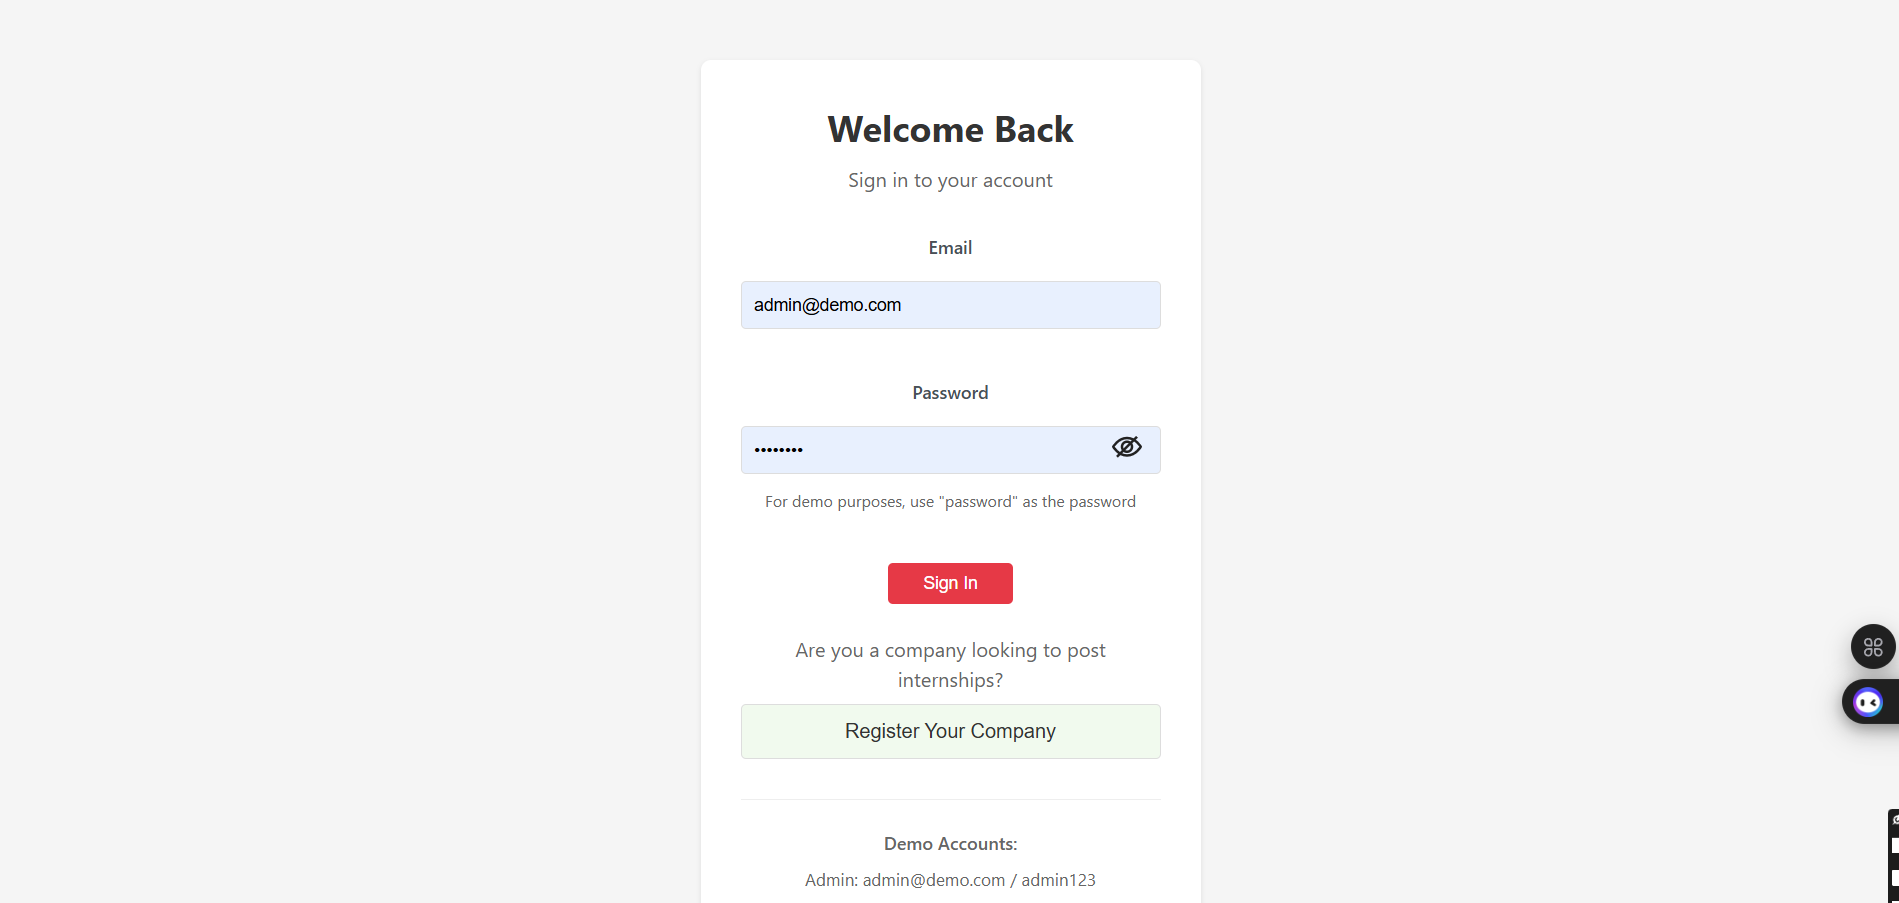 Welcome Back
Sign in to your account
Email
admin@demo.com
Password
••••••••
For demo purposes, use "password" as the password
Sign In
Are you a company looking to post
internships?
Register Your Company
Demo Accounts:
Admin: admin@demo.com / admin123